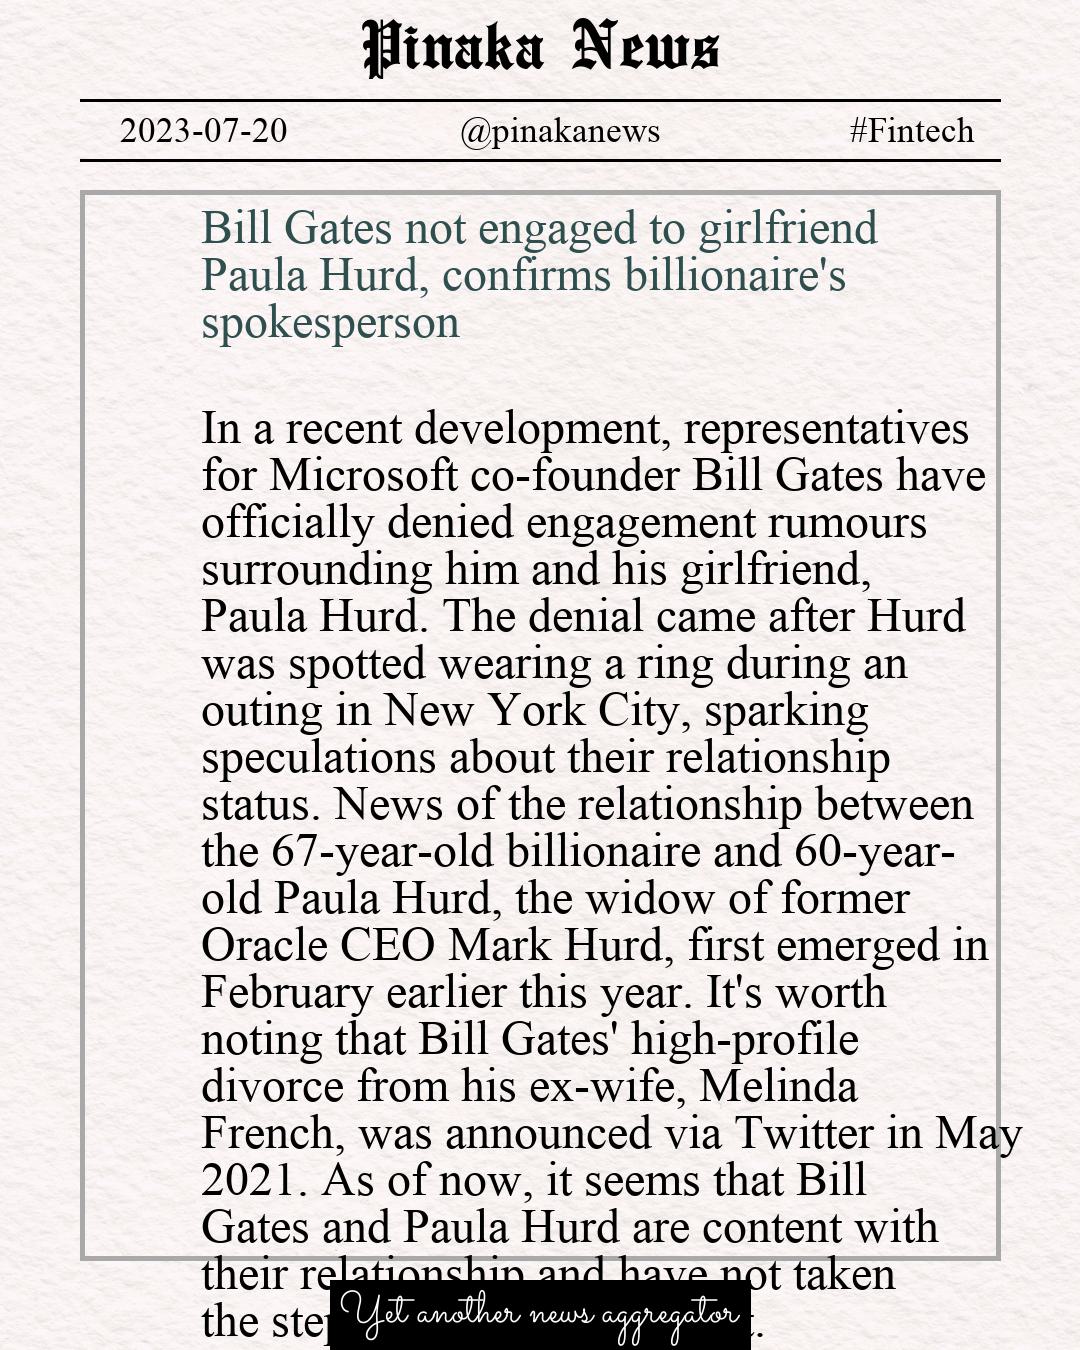 Pinaka News
2023-07-20 @pinakanews #Fintech
Bill Gates not engaged to girlfriend
Paula Hurd, confirms billionaire's
spokesperson
In a recent development, representatives
for Microsoft co-founder Bill Gates have
officially denied engagement rumours
surrounding him and his girlfriend,
Paula Hurd. The denial came after Hurd
was spotted wearing a ring during an
outing in New York City, sparking
speculations about their relationship
status. News of the relationship between
the 67-year-old billionaire and 60-year-
old Paula Hurd, the widow of former
Oracle CEO Mark Hurd, first emerged in
February earlier this year. It's worth
noting that Bill Gates' high-profile
divorce from his ex-wife, Melinda
French, was announced via Twitter in May
2021. As of now, it seems that Bill
Gates and Paula Hurd are content with
their relationship and have not taken
the
Yet another news aggregator